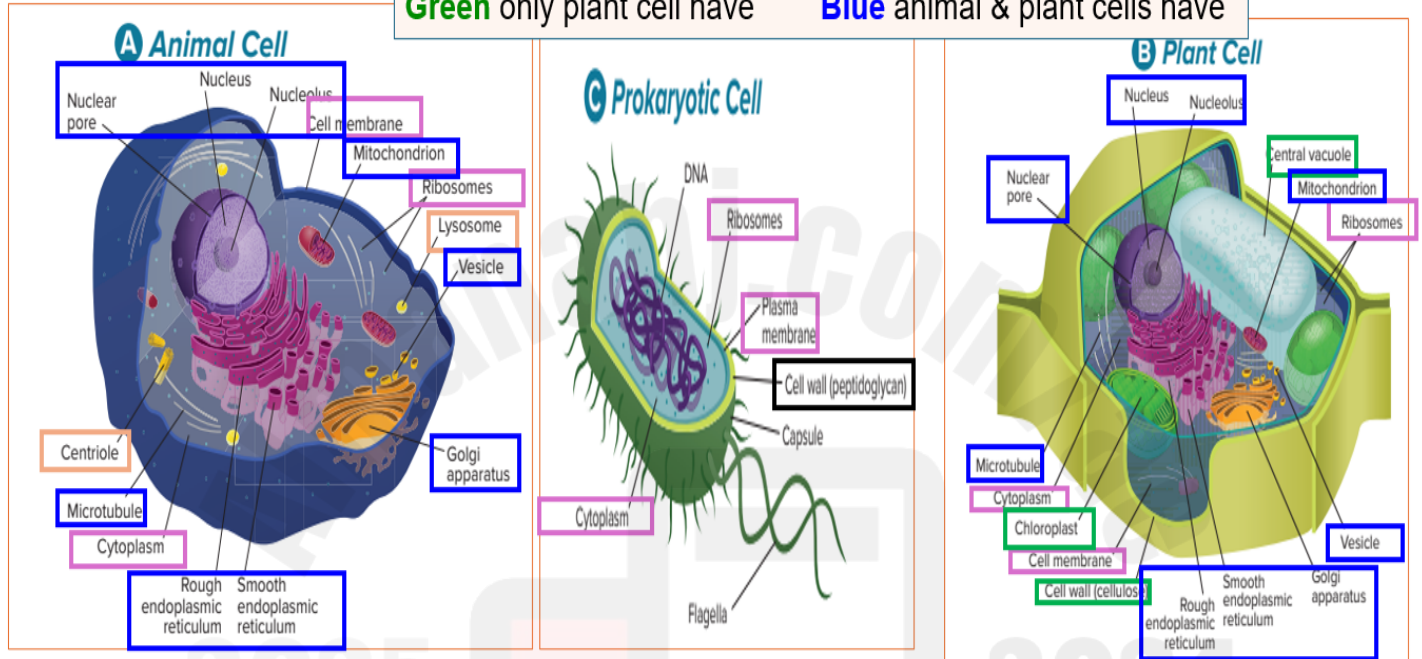 Green only plant cell have Blue animal & plant cells have
A Animal Cell
Nucleus
Nuclear
pore
Nucleolus
Cell membrane
Mitochondrion
Ribosomes
Lysosome
Vesicle
Centriole
Golgi
apparatus
Microtubule
Cytoplasm
Rough
endoplasmic
reticulum
Smooth
endoplasmic
reticulum
C Prokaryotic Cell
DNA
Ribosomes
Plasma
membrane
Cell wall (peptidoglycan)
Capsule
Cytoplasm
Flagella
B Plant Cell
Nucleus
Nucleolus
Central vacuole
Nuclear
pore
Mitochondrion
Ribosomes
Microtubule
Cytoplasm
Chloroplast
Cell membrane
Cell wall (cellulose)
Vesicle
Rough
endoplasmic
reticulum
Smooth
endoplasmic
reticulum
Golgi
apparatus